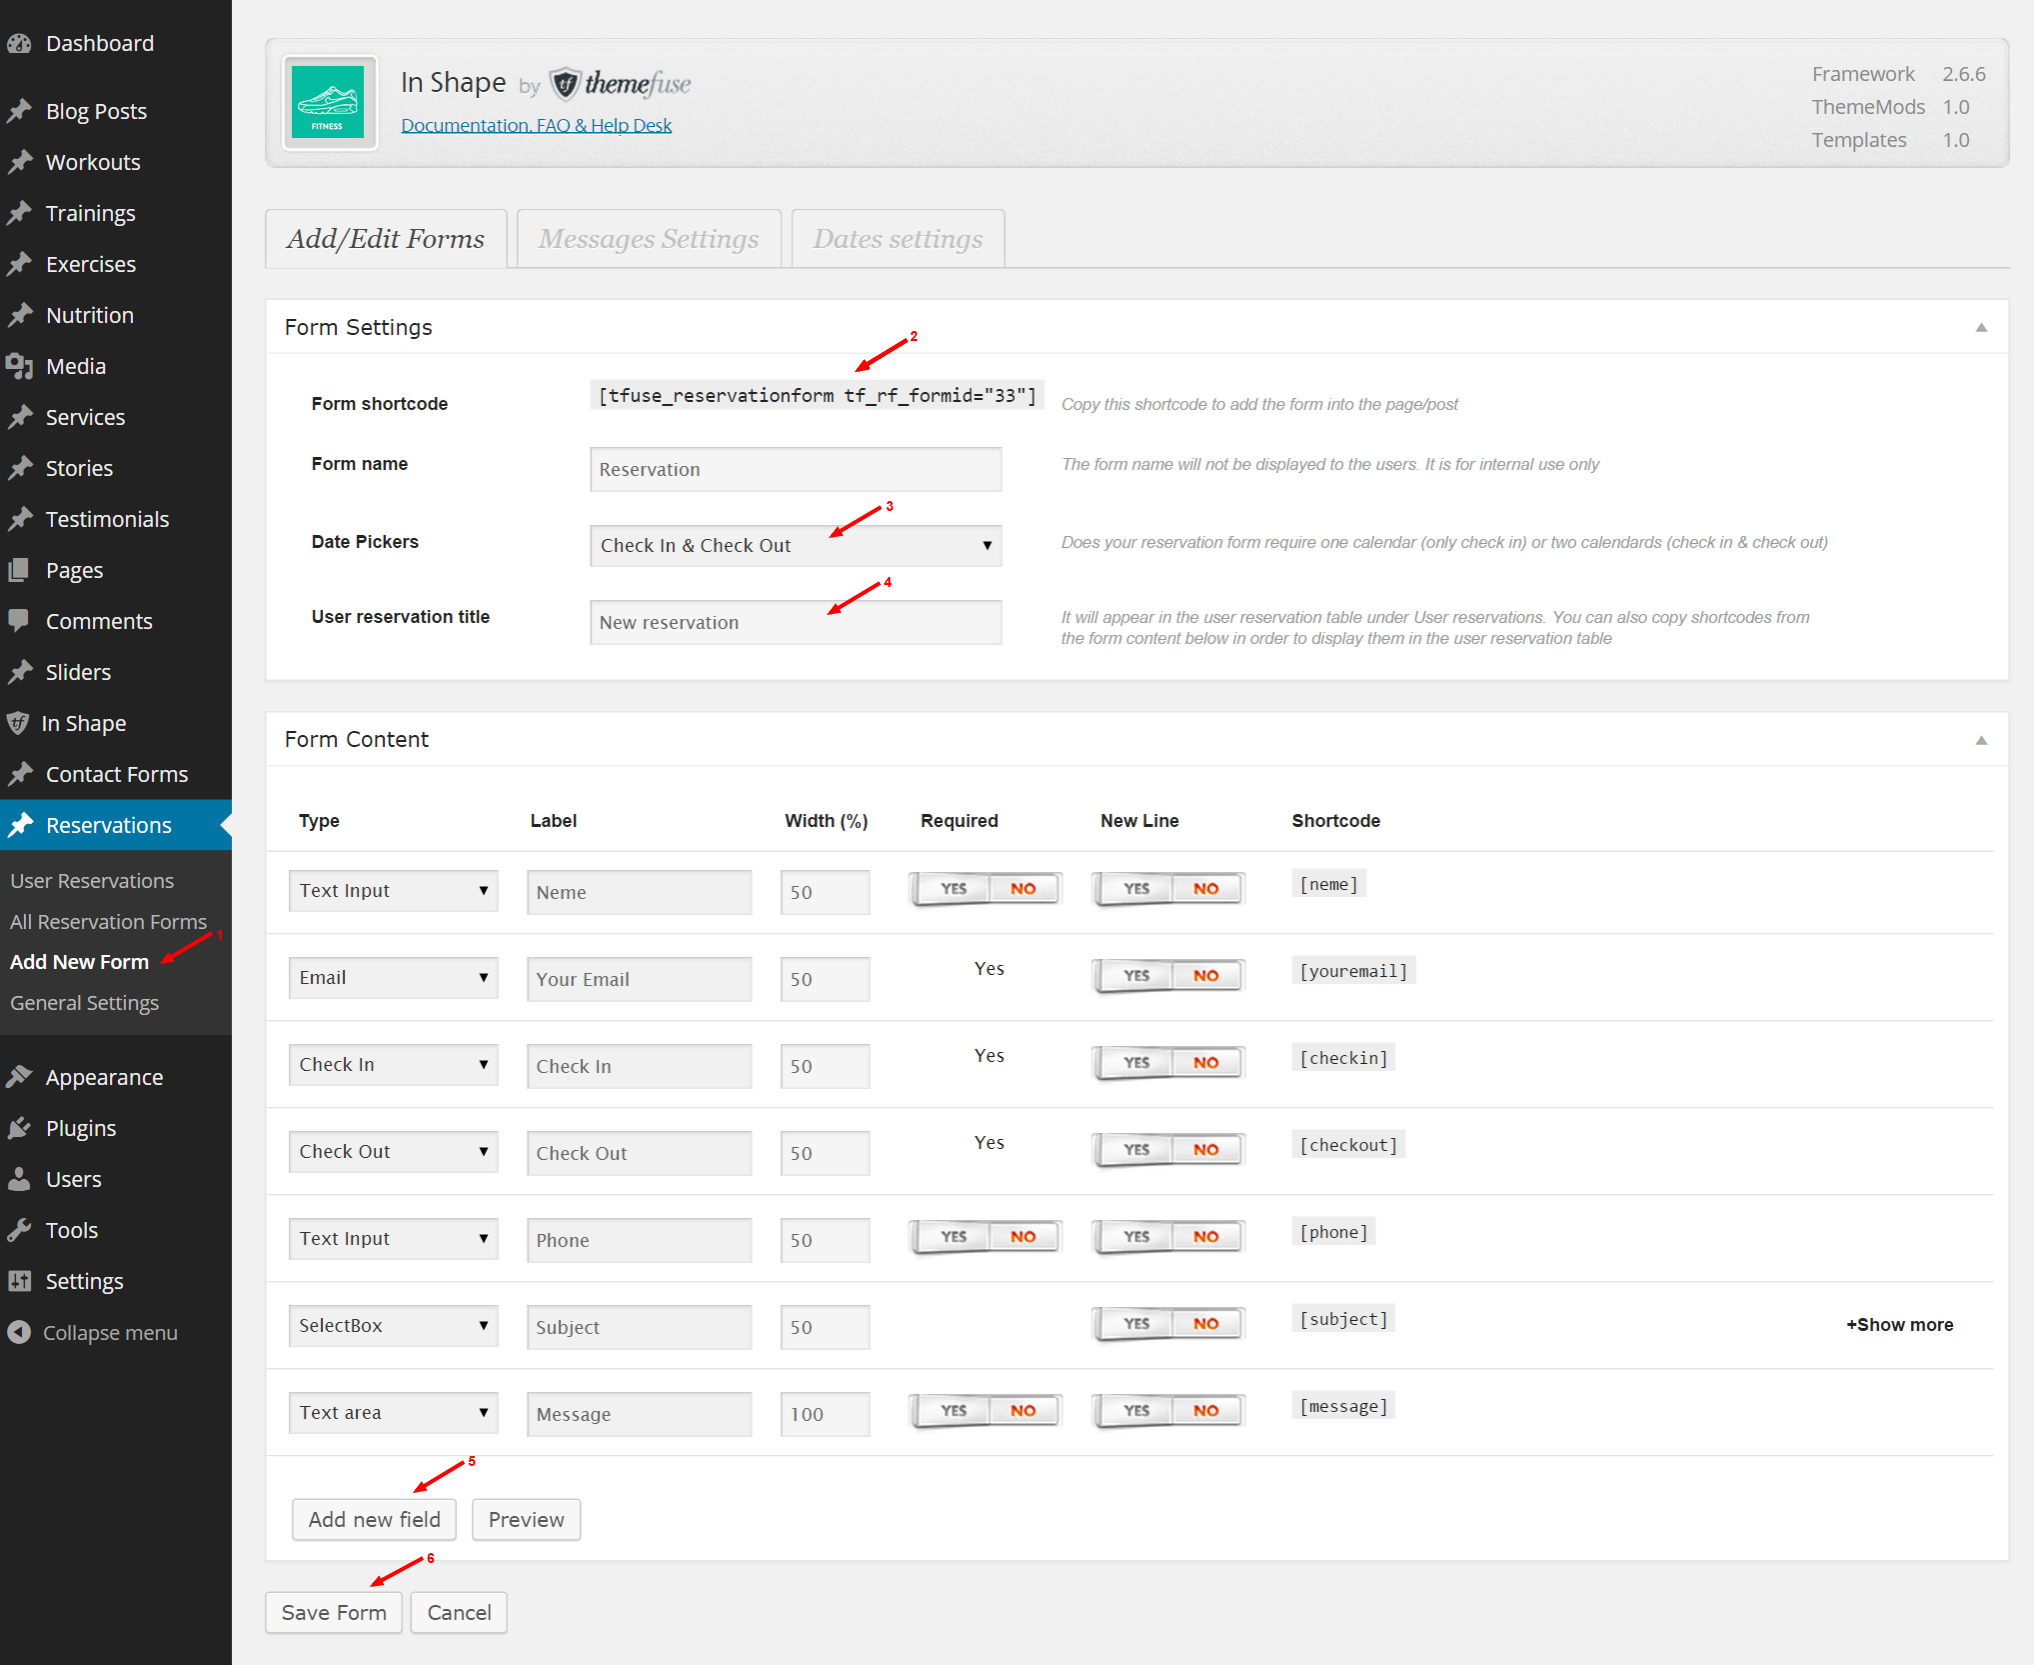 Dashboard
Blog Posts
Workouts
Trainings
Exercises
Nutrition
Media
Services
Stories
Testimonials
Pages
Comments
Sliders
In Shape
Contact Forms
Reservations
User Reservations
All Reservation Forms
1
Add New Form
General Settings
Appearance
Plugins
Users
Tools
Settings
Collapse menu
FITNESS
In Shape by tf themefuse
Documentation, FAQ & Help Desk
Framework 2.6.6
ThemeMods 1.0
Templates 1.0
Add/Edit Forms Messages Settings Dates settings
Form Settings
2
Form shortcode [tfuse_reservationform tf_rf_formid="33"] Copy this shortcode to add the form into the page/post
Form name Reservation The form name will not be displayed to the users. It is for internal use only
3
Date Pickers Check In & Check Out Does your reservation form require one calendar (only check in) or two calendards (check in & check out)
4
User reservation title New reservation It will appear in the user reservation table under User reservations. You can also copy shortcodes from
the form content below in order to display them in the user reservation table
Form Content
Type Label Width (%) Required New Line Shortcode
Text Input Neme 50 YES NO YES NO [neme]
Email Your Email 50 Yes YES NO [youremail]
Check In Check In 50 Yes YES NO [checkin]
Check Out Check Out 50 Yes YES NO [checkout]
Text Input Phone 50 YES NO YES NO [phone]
SelectBox Subject 50 YES NO [subject] +Show more
Text area Message 100 YES NO YES NO [message]
5
Add new field Preview
6
Save Form Cancel